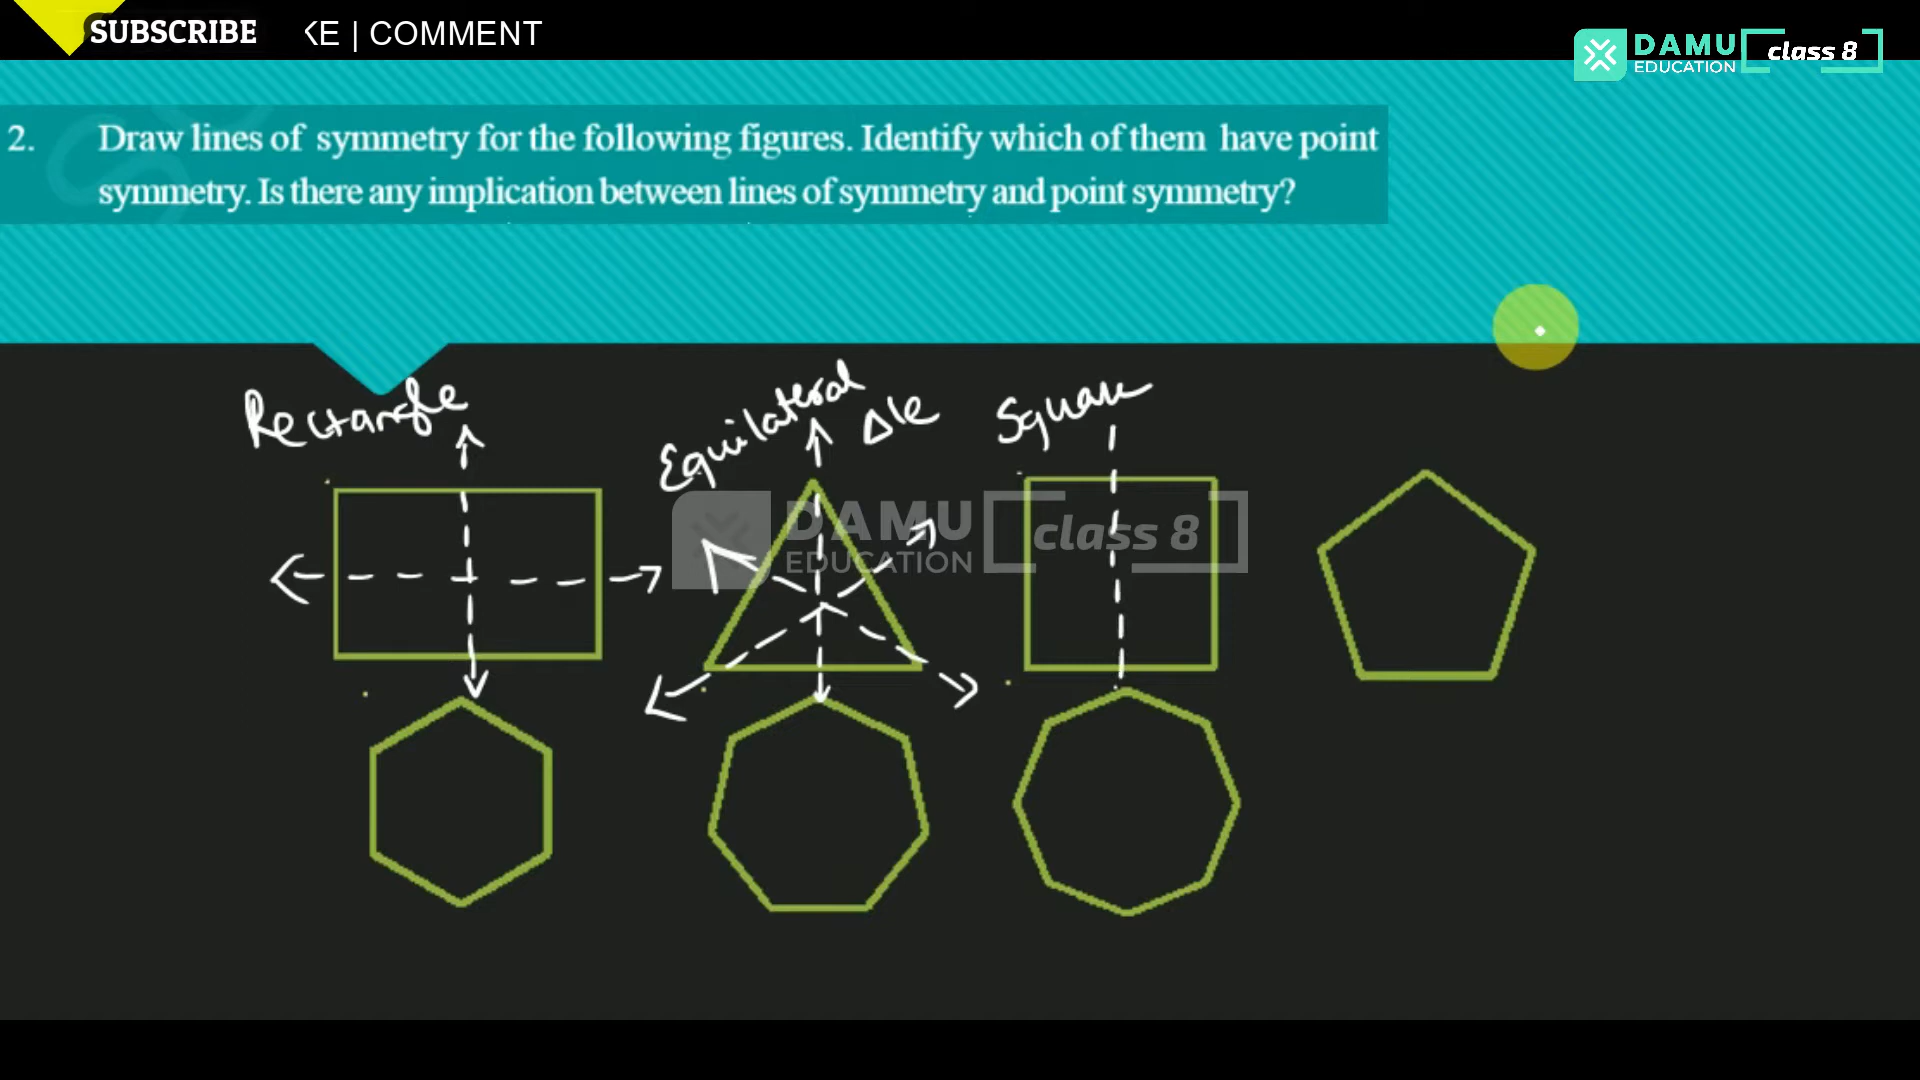 SUBSCRIBE
KE | COMMENT
DAMU
EDUCATION
class 8
2. Draw lines of symmetry for the following figures. Identify which of them have point
symmetry. Is there any implication between lines of symmetry and point symmetry?
Rectangle
Equilateral
Δle
Square
DAMU
EDUCATION
class 8